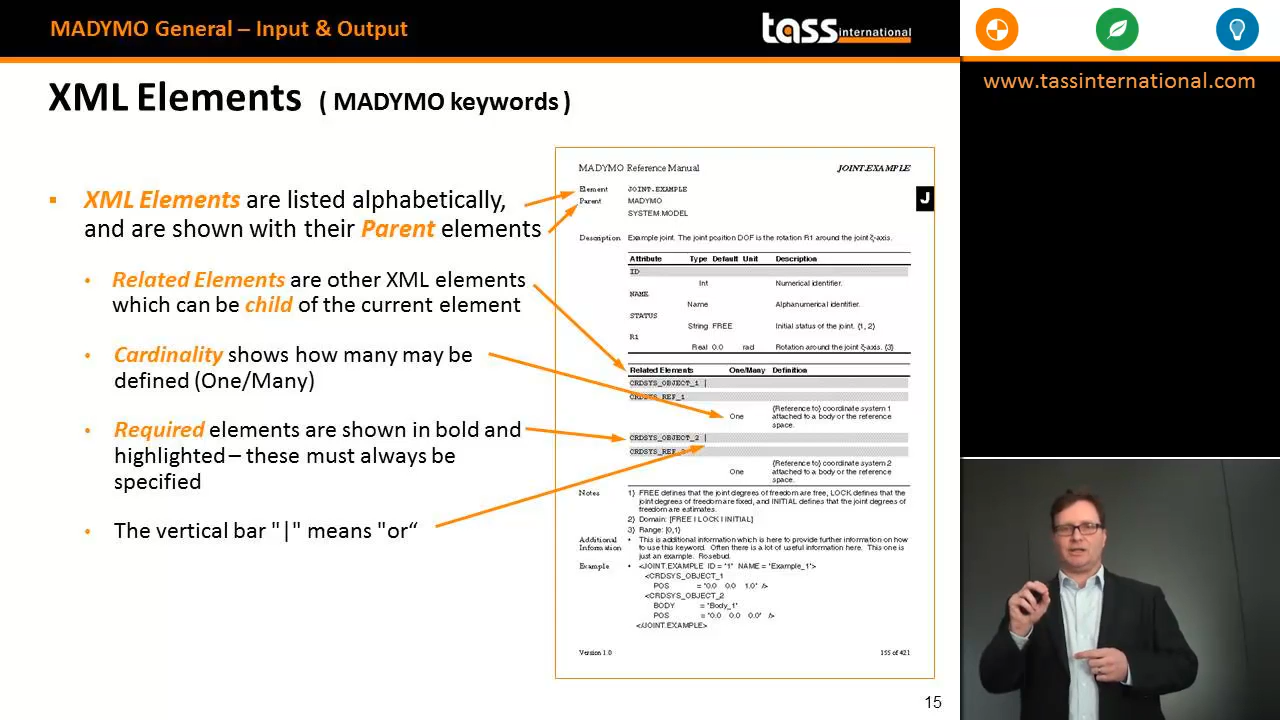 MADYMO General – Input & Output
tass international
www.tassinternational.com
XML Elements ( MADYMO keywords )
▪ XML Elements are listed alphabetically,
and are shown with their Parent elements
• Related Elements are other XML elements
which can be child of the current element
• Cardinality shows how many may be
defined (One/Many)
• Required elements are shown in bold and
highlighted – these must always be
specified
• The vertical bar "|" means "or“
MADYMO Reference Manual JOINT.EXAMPLE
J
Element JOINT.EXAMPLE
Parent MADYMO
SYSTEM.MODEL
Description Example joint. The joint position DOF is the rotation R1 around the joint ζ-axis.
Attribute Type Default Unit Description
ID
Int Numerical identifier.
NAME
Name Alphanumerical identifier.
STATUS
String FREE Initial status of the joint. {1, 2}
R1
Real 0.0 rad Rotation around the joint ζ-axis. {3}
Related Elements One/Many Definition
CRDSYS_OBJECT_1 |
CRDSYS_REF_1
One {Reference to} coordinate system 1
attached to a body or the reference
space.
CRDSYS_OBJECT_2 |
CRDSYS_REF_2
One {Reference to} coordinate system 2
attached to a body or the reference
space.
Notes 1) FREE defines that the joint degrees of freedom are free, LOCK defines that the
joint degrees of freedom are fixed, and INITIAL defines that the joint degrees of
freedom are estimates.
2) Domain: [FREE | LOCK | INITIAL]
3) Range: [0,1}
Additional Information • This is additional information which is here to provide further information on how
to use this keyword. Often there is a lot of useful information here. This one is
just an example. Rosebud.
Example • <JOINT.EXAMPLE ID = "1" NAME = "Example_1">
<CRDSYS_OBJECT_1
POS = "0.0 0.0 1.0" />
<CRDSYS_OBJECT_2
BODY = "Body_1"
POS = "0.0 0.0 0.0" />
</JOINT.EXAMPLE>
Version 1.0 155 of 421
15